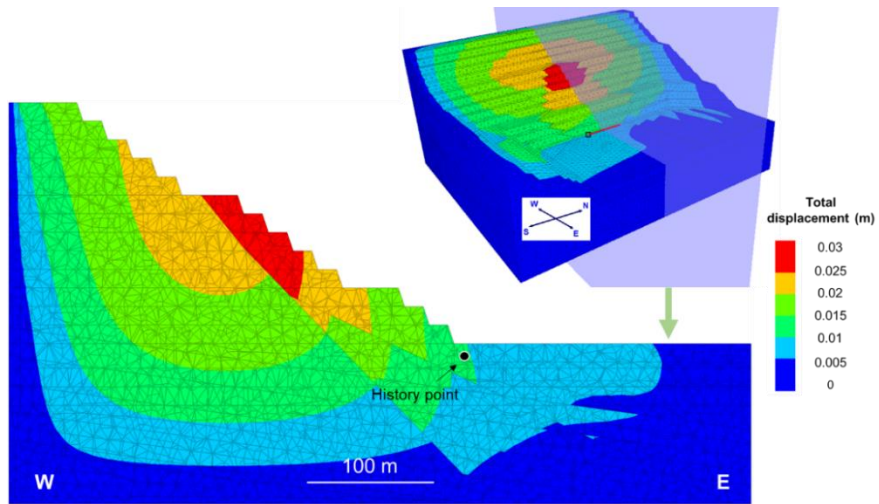 W
N
S
E
Total
displacement (m)
0.03
0.025
0.02
0.015
0.01
0.005
0
History point
100 m
W
E